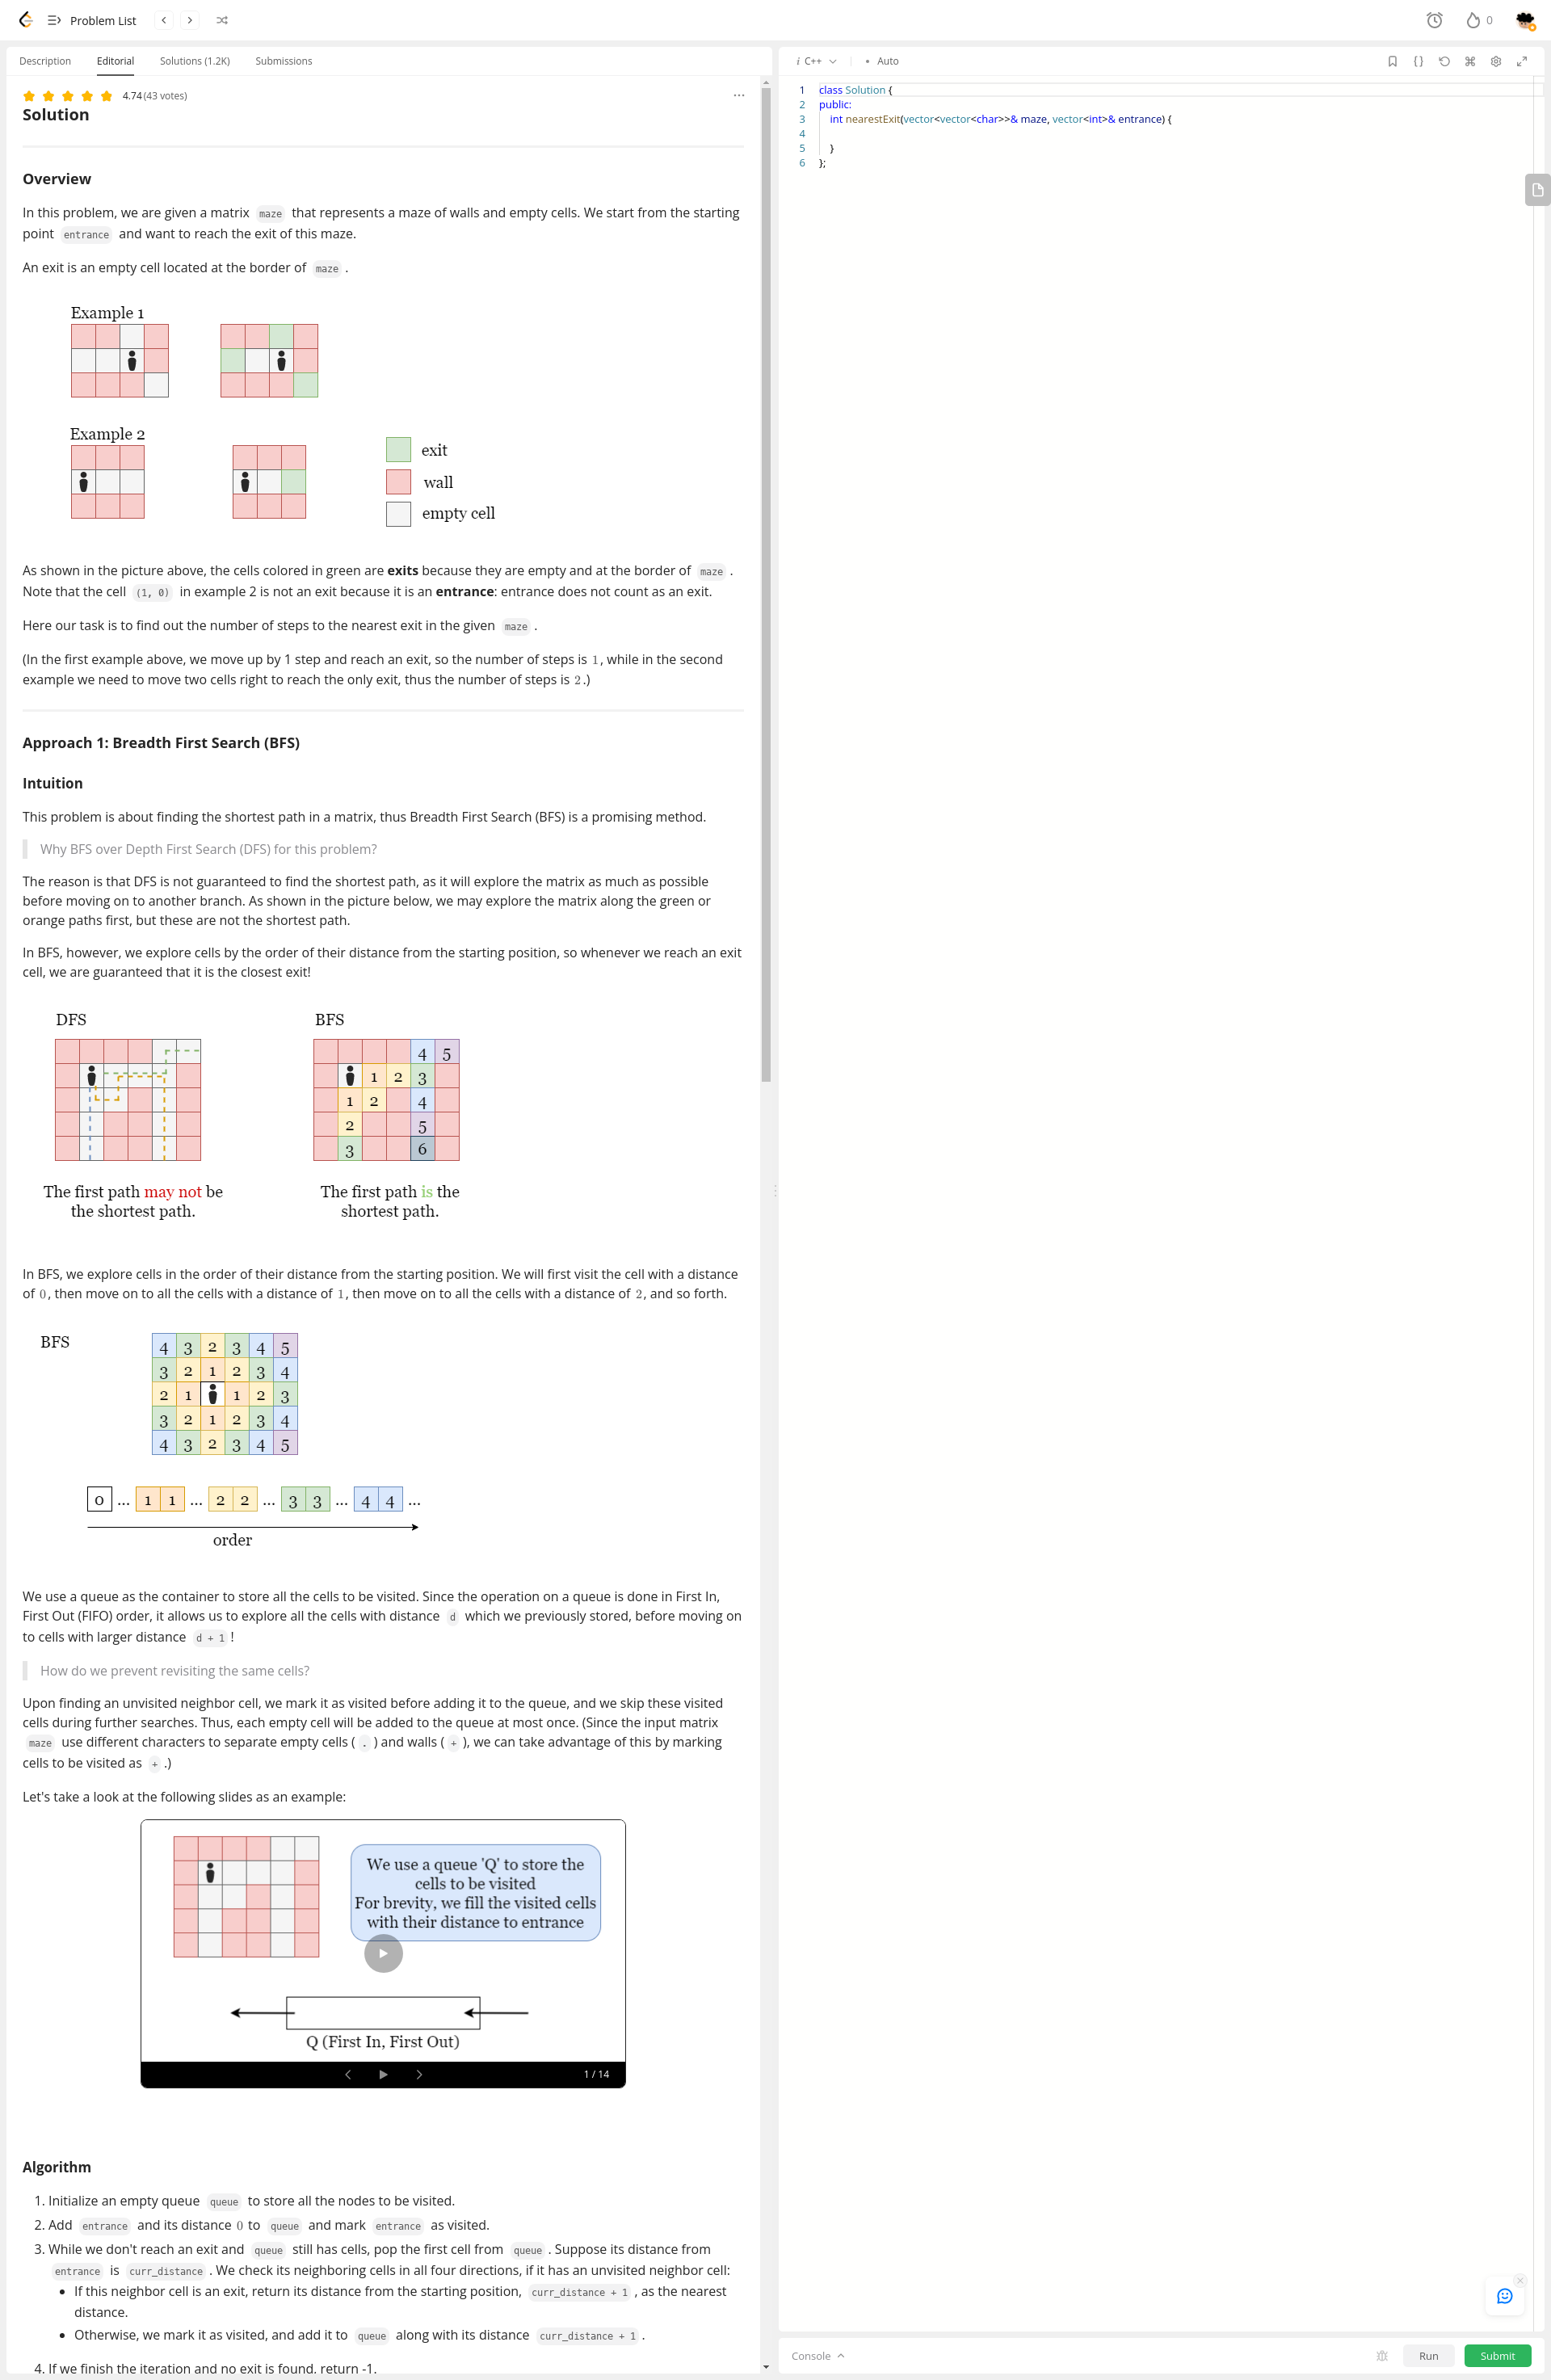 Problem List
0
Description Editorial Solutions (1.2K) Submissions
4.74 (43 votes)
Solution
Overview
In this problem, we are given a matrix maze that represents a maze of walls and empty cells. We start from the starting
point entrance and want to reach the exit of this maze.
An exit is an empty cell located at the border of maze .
Example 1
Example 2
exit
wall
empty cell
As shown in the picture above, the cells colored in green are exits because they are empty and at the border of maze .
Note that the cell (1, 0) in example 2 is not an exit because it is an entrance: entrance does not count as an exit.
Here our task is to find out the number of steps to the nearest exit in the given maze .
(In the first example above, we move up by 1 step and reach an exit, so the number of steps is 1, while in the second
example we need to move two cells right to reach the only exit, thus the number of steps is 2.)
Approach 1: Breadth First Search (BFS)
Intuition
This problem is about finding the shortest path in a matrix, thus Breadth First Search (BFS) is a promising method.
Why BFS over Depth First Search (DFS) for this problem?
The reason is that DFS is not guaranteed to find the shortest path, as it will explore the matrix as much as possible
before moving on to another branch. As shown in the picture below, we may explore the matrix along the green or
orange paths first, but these are not the shortest path.
In BFS, however, we explore cells by the order of their distance from the starting position, so whenever we reach an exit
cell, we are guaranteed that it is the closest exit!
DFS
The first path may not be
the shortest path.
BFS
4 5
1 2 3
1 2 4
2 5
3 6
The first path is the
shortest path.
In BFS, we explore cells in the order of their distance from the starting position. We will first visit the cell with a distance
of 0, then move on to all the cells with a distance of 1, then move on to all the cells with a distance of 2, and so forth.
BFS
4 3 2 3 4 5
3 2 1 2 3 4
2 1 1 2 3
3 2 1 2 3 4
4 3 2 3 4 5
0 ... 1 1 ... 2 2 ... 3 3 ... 4 4 ...
order
We use a queue as the container to store all the cells to be visited. Since the operation on a queue is done in First In,
First Out (FIFO) order, it allows us to explore all the cells with distance d which we previously stored, before moving on
to cells with larger distance d + 1 !
How do we prevent revisiting the same cells?
Upon finding an unvisited neighbor cell, we mark it as visited before adding it to the queue, and we skip these visited
cells during further searches. Thus, each empty cell will be added to the queue at most once. (Since the input matrix
maze use different characters to separate empty cells ( . ) and walls ( + ), we can take advantage of this by marking
cells to be visited as + .)
Let's take a look at the following slides as an example:
We use a queue 'Q' to store the
cells to be visited
For brevity, we fill the visited cells
with their distance to entrance
Q (First In, First Out)
1 / 14
Algorithm
1. Initialize an empty queue queue to store all the nodes to be visited.
2. Add entrance and its distance 0 to queue and mark entrance as visited.
3. While we don't reach an exit and queue still has cells, pop the first cell from queue . Suppose its distance from
entrance is curr_distance . We check its neighboring cells in all four directions, if it has an unvisited neighbor cell:
• If this neighbor cell is an exit, return its distance from the starting position, curr_distance + 1 , as the nearest
distance.
• Otherwise, we mark it as visited, and add it to queue along with its distance curr_distance + 1 .
4. If we finish the iteration and no exit is found, return -1.
i C++ • Auto
1 class Solution {
2 public:
3 int nearestExit(vector<vector<char>>& maze, vector<int>& entrance) {
4
5 }
6 };
Console Run Submit